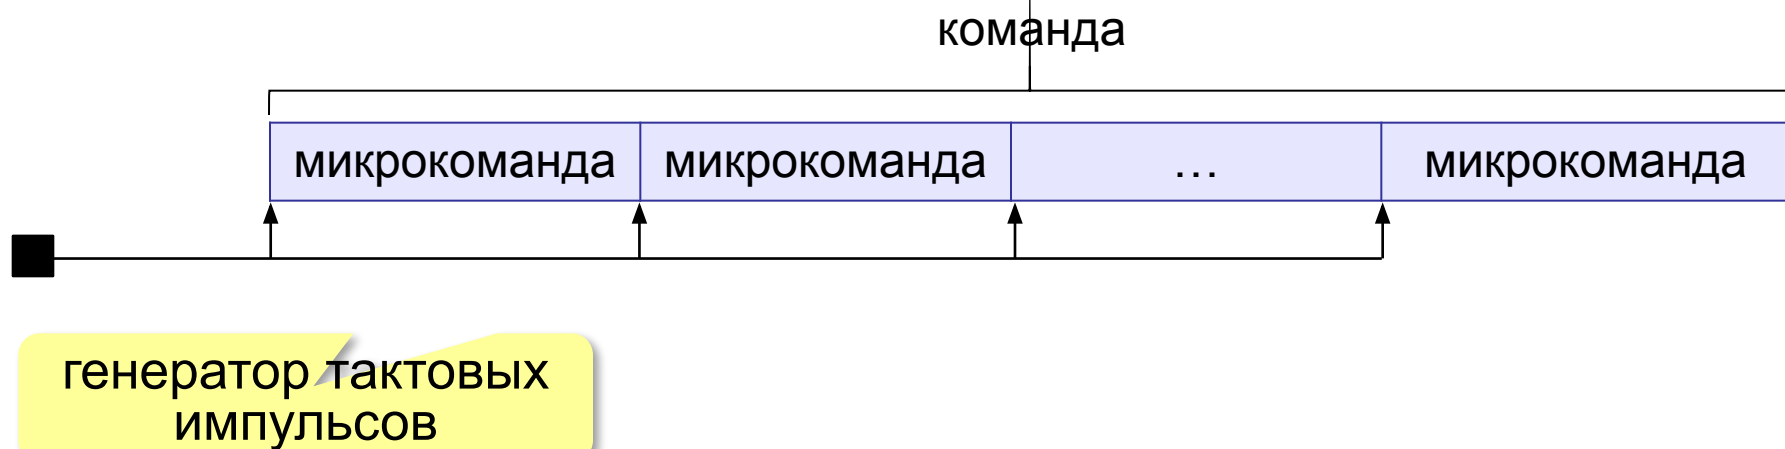 команда
микрокоманда микрокоманда … микрокоманда
генератор тактовых
импульсов